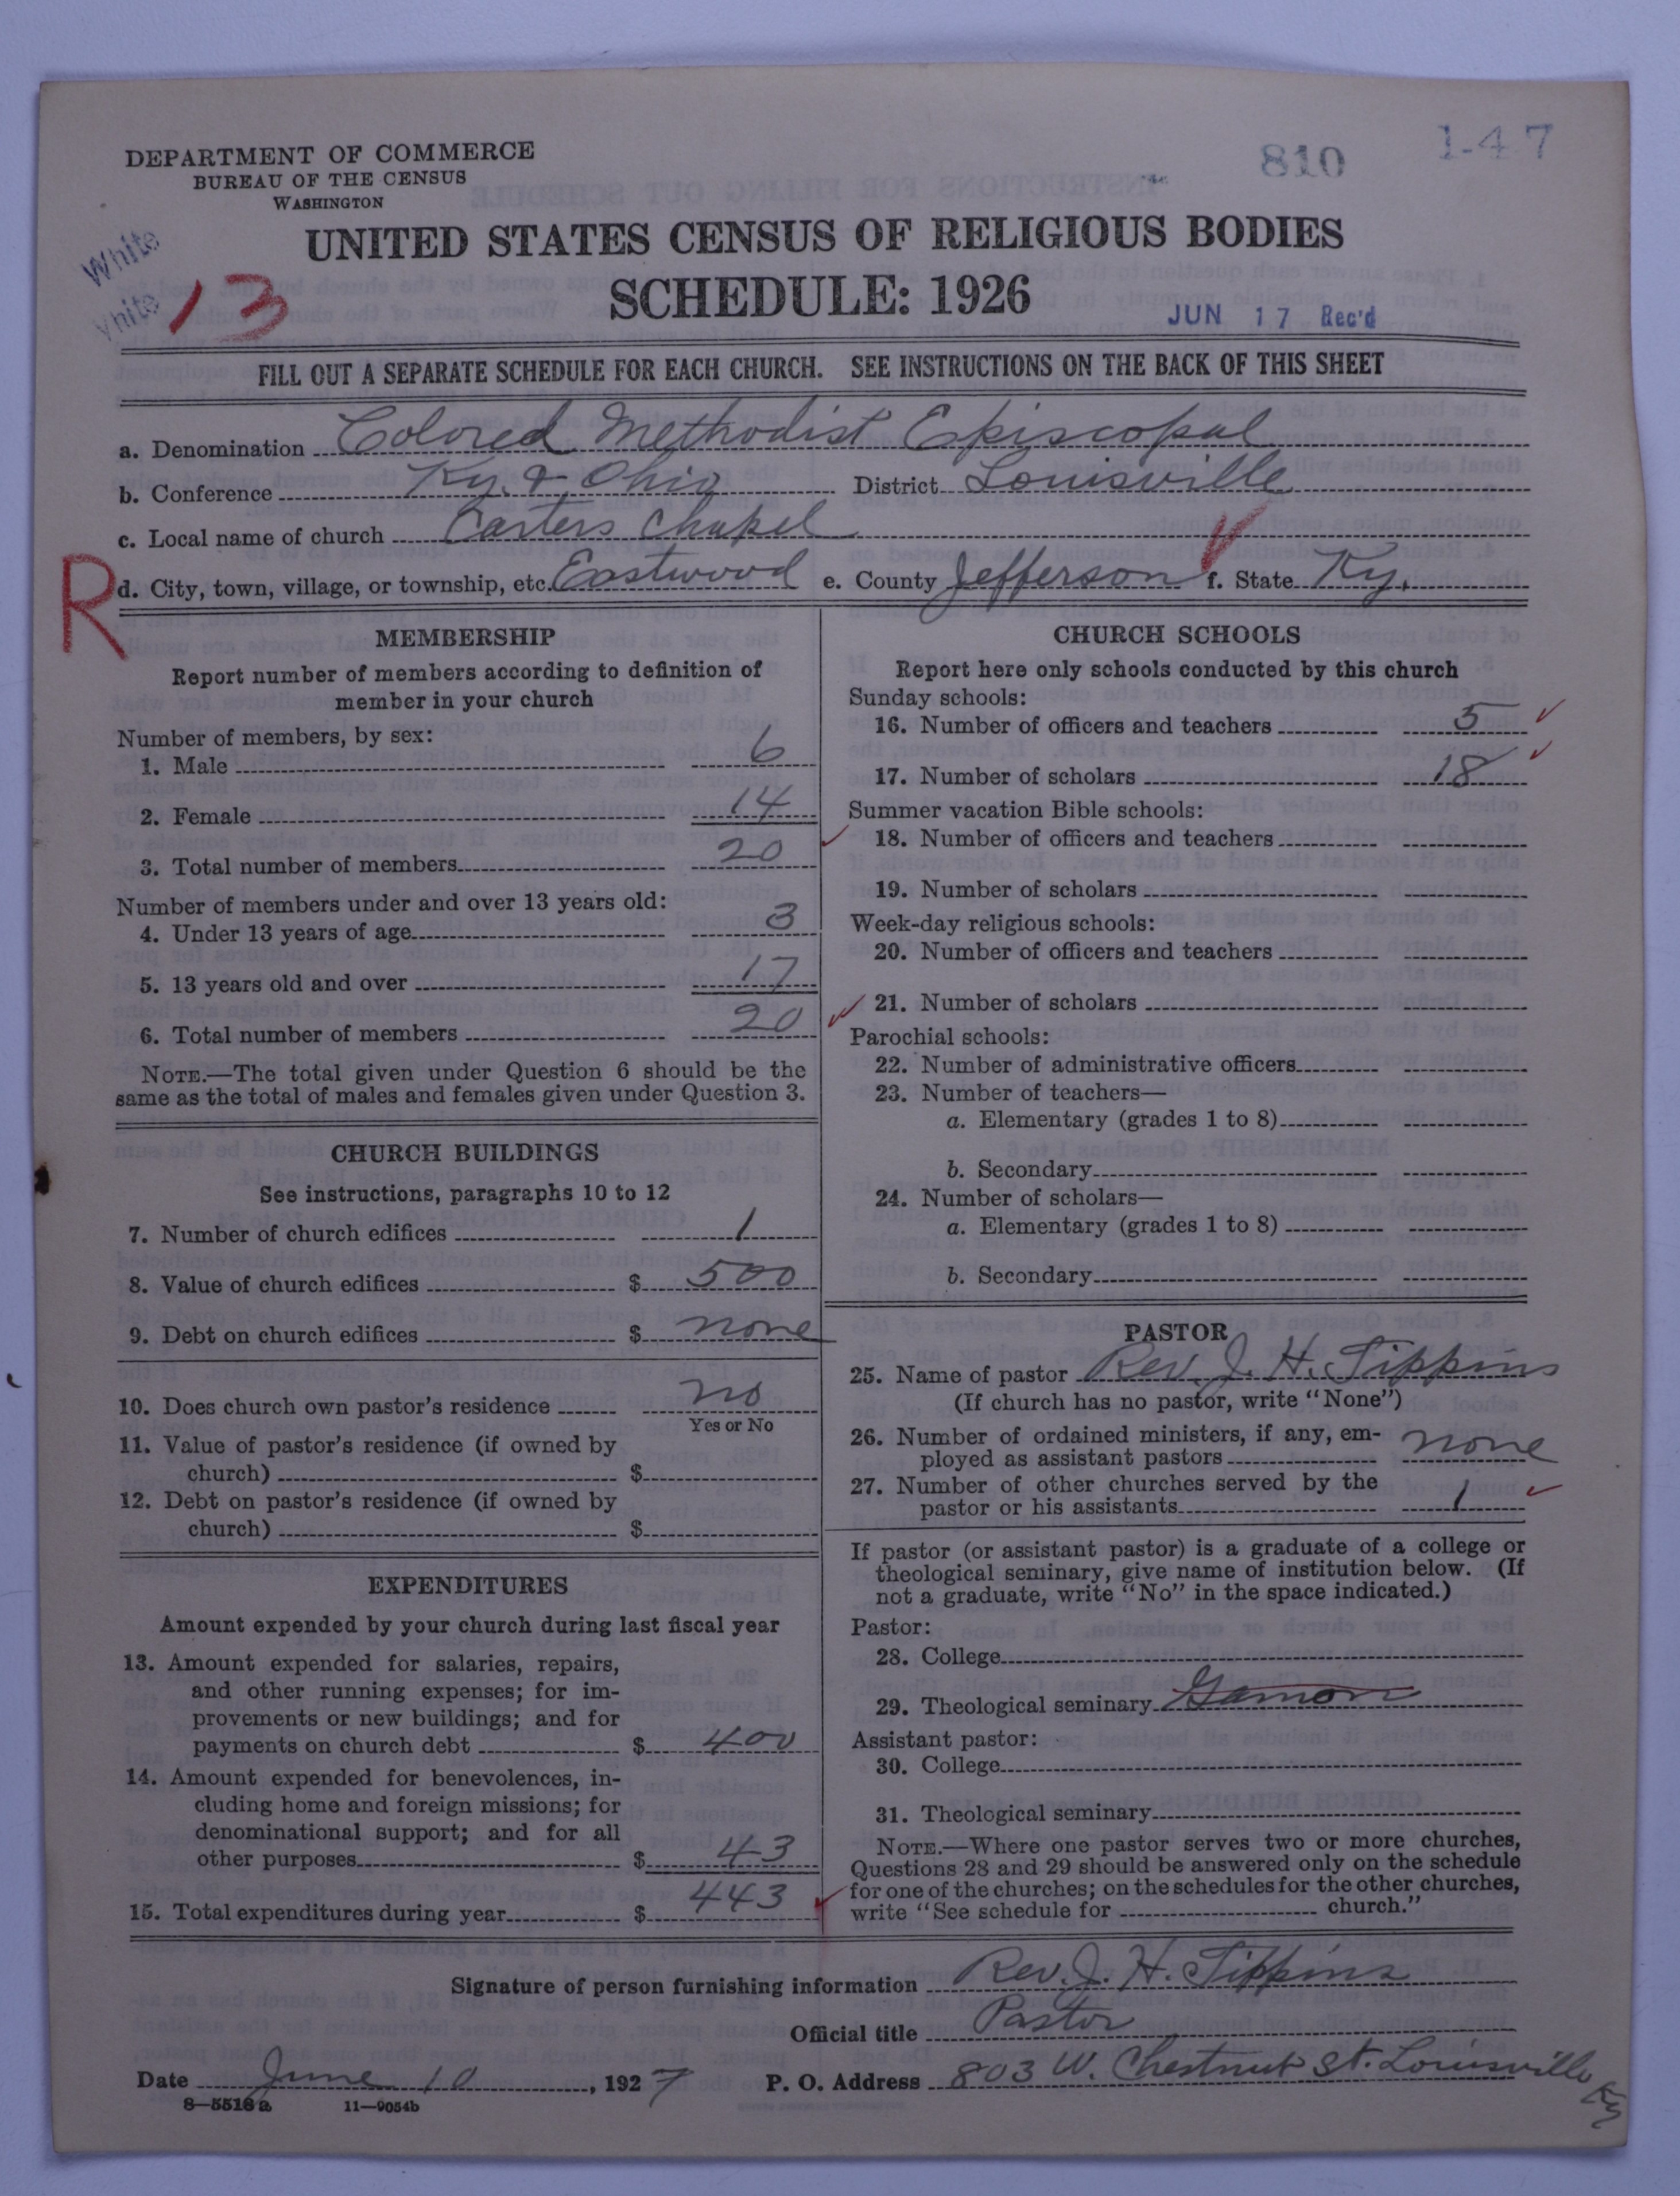 DEPARTMENT OF COMMERCE
BUREAU OF THE CENSUS
WASHINGTON
810
1-47
White
White
13
UNITED STATES CENSUS OF RELIGIOUS BODIES
SCHEDULE: 1926
JUN 17 Rec'd
FILL OUT A SEPARATE SCHEDULE FOR EACH CHURCH. SEE INSTRUCTIONS ON THE BACK OF THIS SHEET
a. Denomination Colored Methodist Episcopal
b. Conference Ky. & Ohio District Louisville
c. Local name of church Carters Chapel
R
d. City, town, village, or township, etc. Eastwood e. County Jefferson f. State Ky.
MEMBERSHIP
Report number of members according to definition of
member in your church
Number of members, by sex:
1. Male 6
2. Female 14
3. Total number of members 20
Number of members under and over 13 years old:
4. Under 13 years of age 3
5. 13 years old and over 17
6. Total number of members 20
NOTE.—The total given under Question 6 should be the
same as the total of males and females given under Question 3.
CHURCH BUILDINGS
See instructions, paragraphs 10 to 12
7. Number of church edifices 1
8. Value of church edifices $ 500
9. Debt on church edifices $ none
10. Does church own pastor's residence no
Yes or No
11. Value of pastor's residence (if owned by
church) $
12. Debt on pastor's residence (if owned by
church) $
EXPENDITURES
Amount expended by your church during last fiscal year
13. Amount expended for salaries, repairs,
and other running expenses; for im-
provements or new buildings; and for
payments on church debt $ 400
14. Amount expended for benevolences, in-
cluding home and foreign missions; for
denominational support; and for all
other purposes $ 43
15. Total expenditures during year $ 443
CHURCH SCHOOLS
Report here only schools conducted by this church
Sunday schools:
16. Number of officers and teachers 5
17. Number of scholars 18
Summer vacation Bible schools:
18. Number of officers and teachers
19. Number of scholars
Week-day religious schools:
20. Number of officers and teachers
21. Number of scholars
Parochial schools:
22. Number of administrative officers
23. Number of teachers—
a. Elementary (grades 1 to 8)
b. Secondary
24. Number of scholars—
a. Elementary (grades 1 to 8)
b. Secondary
PASTOR
25. Name of pastor Rev. J. H. Tippins
(If church has no pastor, write "None")
26. Number of ordained ministers, if any, em-
ployed as assistant pastors none
27. Number of other churches served by the
pastor or his assistants 1
If pastor (or assistant pastor) is a graduate of a college or
theological seminary, give name of institution below. (If
not a graduate, write "No" in the space indicated.)
Pastor:
28. College
29. Theological seminary Gamon
Assistant pastor:
30. College
31. Theological seminary
NOTE.—Where one pastor serves two or more churches,
Questions 28 and 29 should be answered only on the schedule
for one of the churches; on the schedules for the other churches,
write "See schedule for church."
Signature of person furnishing information Rev. J. H. Tippins
Official title Pastor
Date June 10, 1927 P. O. Address 803 W. Chestnut St. Louisville Ky
8—5518a 11—9054b